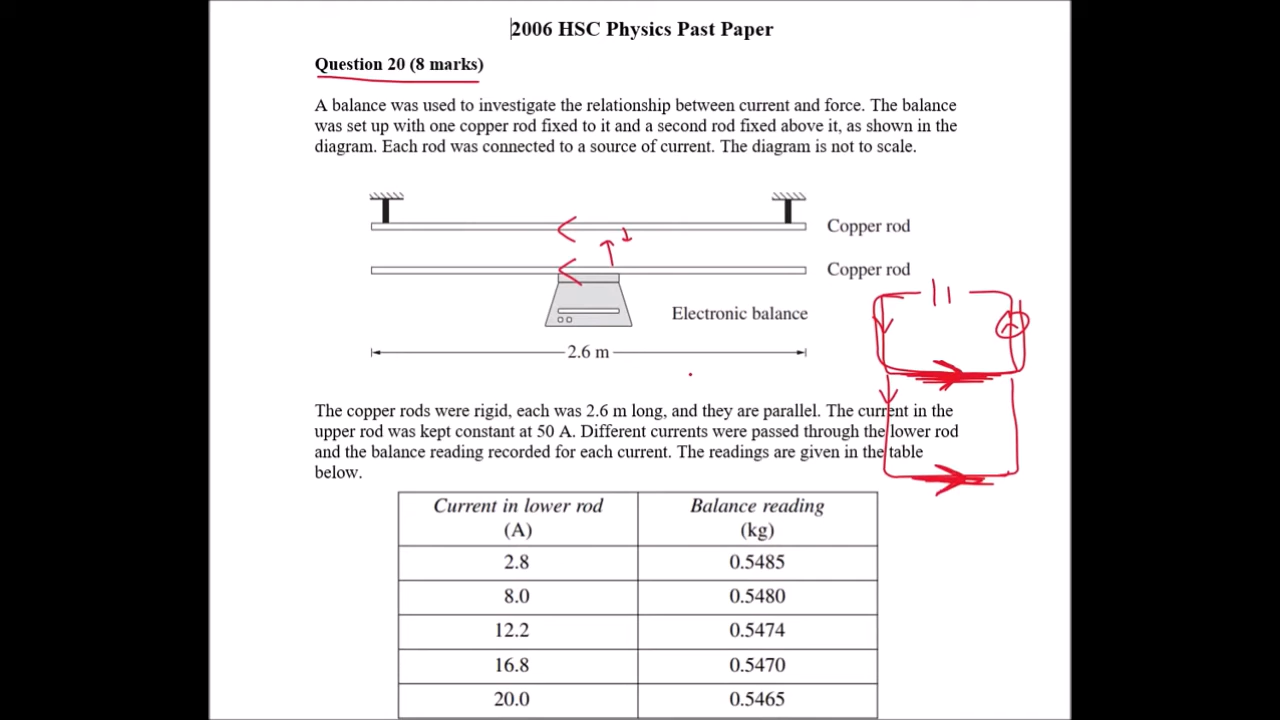 2006 HSC Physics Past Paper
Question 20 (8 marks)
A balance was used to investigate the relationship between current and force. The balance
was set up with one copper rod fixed to it and a second rod fixed above it, as shown in the
diagram. Each rod was connected to a source of current. The diagram is not to scale.
Copper rod
Copper rod
Electronic balance
2.6 m
The copper rods were rigid, each was 2.6 m long, and they are parallel. The current in the
upper rod was kept constant at 50 A. Different currents were passed through the lower rod
and the balance reading recorded for each current. The readings are given in the table
below.
Current in lower rod Balance reading
(A) (kg)
2.8 0.5485
8.0 0.5480
12.2 0.5474
16.8 0.5470
20.0 0.5465